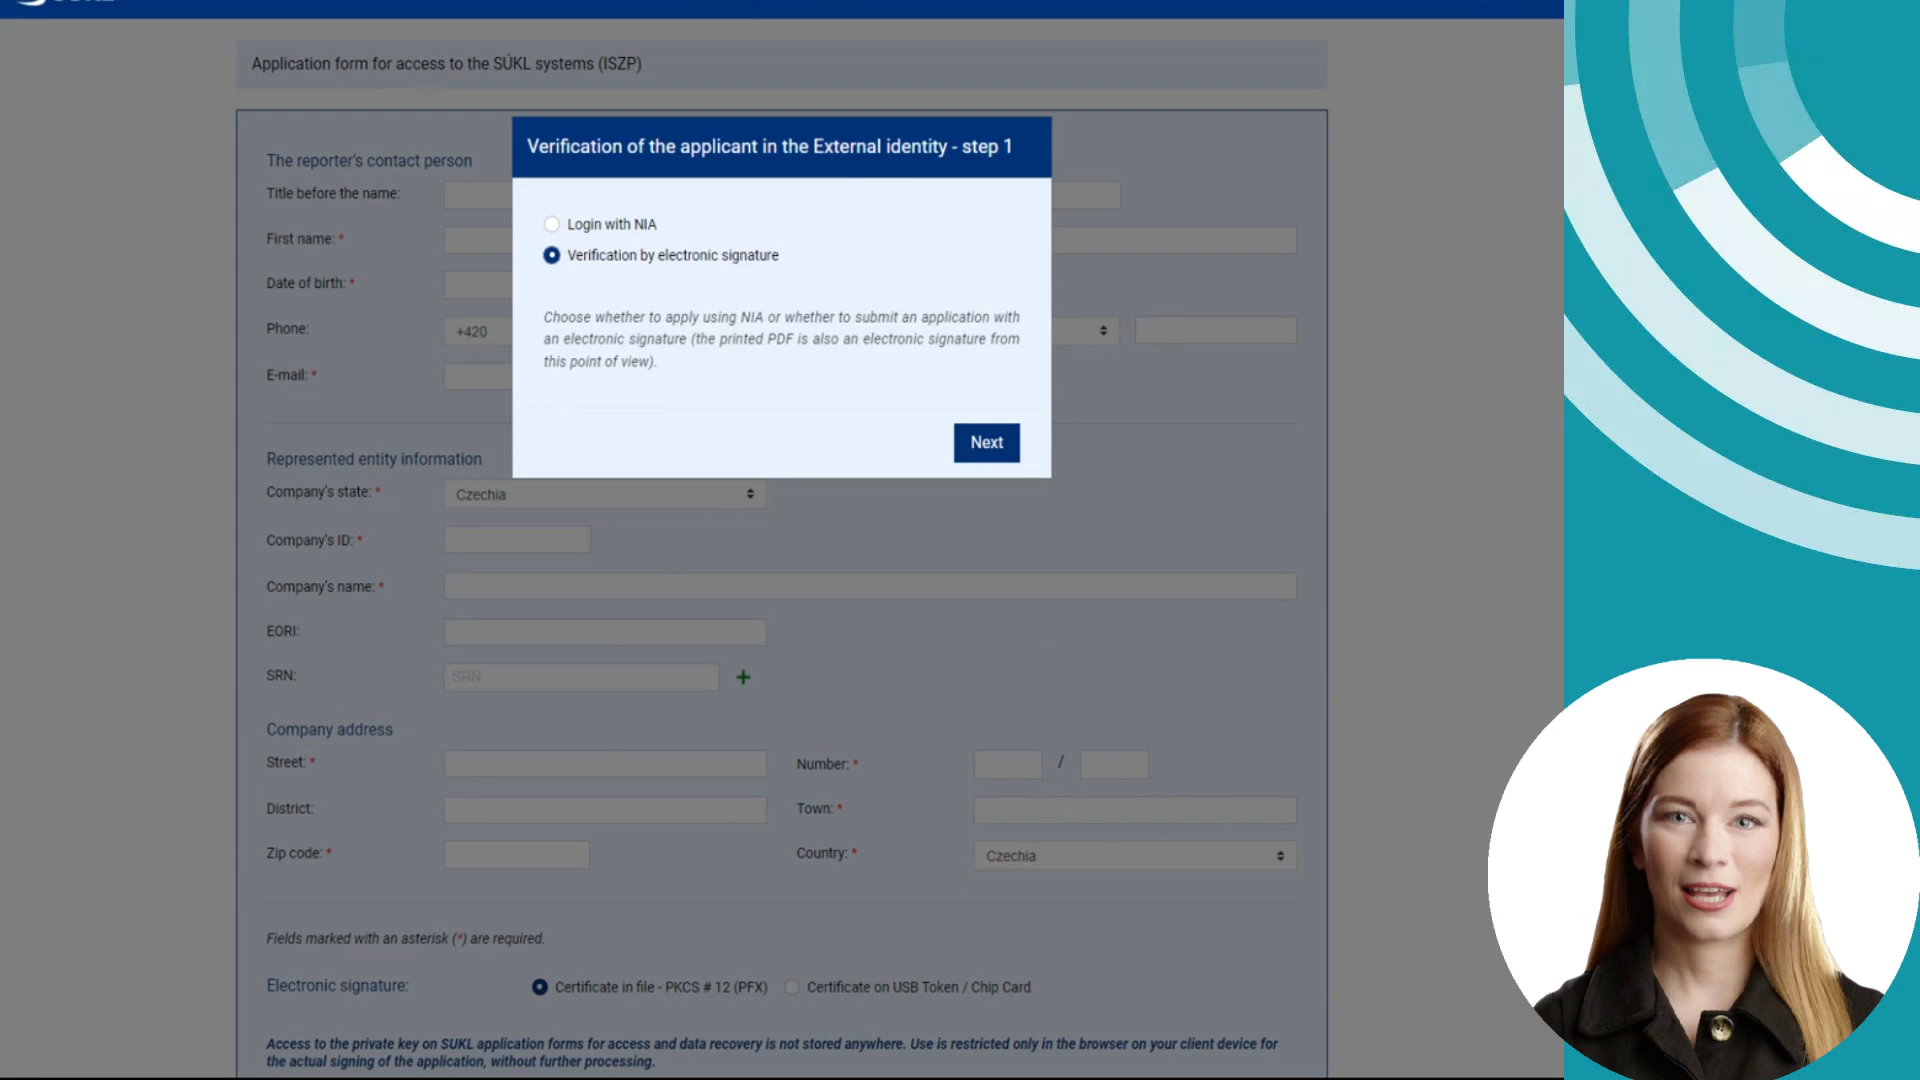 Application form for access to the SÚKL systems (ISZP)
Verification of the applicant in the External identity - step 1
Login with NIA
Verification by electronic signature
Choose whether to apply using NIA or whether to submit an application with
an electronic signature (the printed PDF is also an electronic signature from
this point of view).
Next
The reporter's contact person
Title before the name:
First name: *
Date of birth: *
Phone: +420
E-mail: *
Represented entity information
Company's state: * Czechia
Company's ID: *
Company's name: *
EORI:
SRN: SRN +
Company address
Street: * Number: * /
District: Town: *
Zip code: * Country: * Czechia
Fields marked with an asterisk (*) are required.
Electronic signature: Certificate in file - PKCS # 12 (PFX) Certificate on USB Token / Chip Card
Access to the private key on SUKL application forms for access and data recovery is not stored anywhere. Use is restricted only in the browser on your client device for
the actual signing of the application, without further processing.